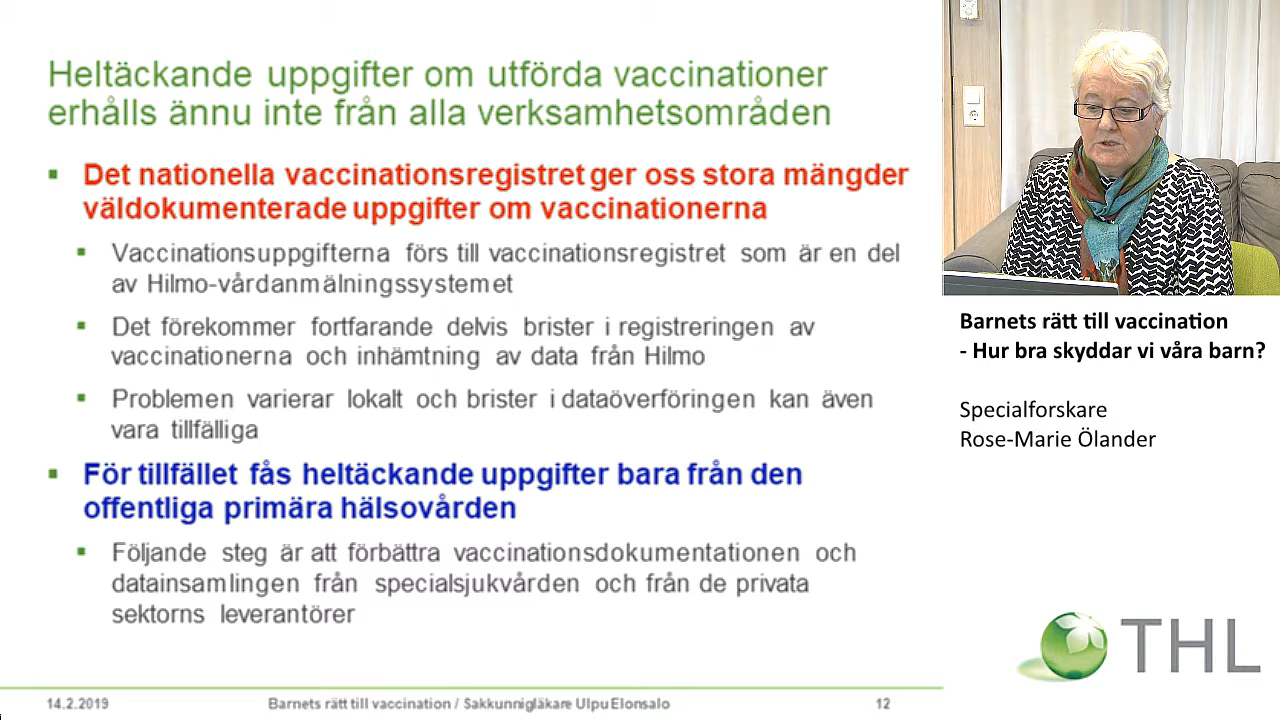 Heltäckande uppgifter om utförda vaccinationer
erhålls ännu inte från alla verksamhetsområden
Det nationella vaccinationsregistret ger oss stora mängder
väldokumenterade uppgifter om vaccinationerna
Vaccinationsuppgifterna förs till vaccinationsregistret som är en del
av Hilmo-vårdanmälningssystemet
Det förekommer fortfarande delvis brister i registreringen av
vaccinationerna och inhämtning av data från Hilmo
Problemen varierar lokalt och brister i dataöverföringen kan även
vara tillfälliga
För tillfället fås heltäckande uppgifter bara från den
offentliga primära hälsovården
Följande steg är att förbättra vaccinationsdokumentationen och
datainsamlingen från specialsjukvården och från de privata
sektorns leverantörer
14.2.2019 Barnets rätt till vaccination / Sakkunnigläkare Ulpu Elonsalo 12
Barnets rätt till vaccination
- Hur bra skyddar vi våra barn?
Specialforskare
Rose-Marie Ölander
THL